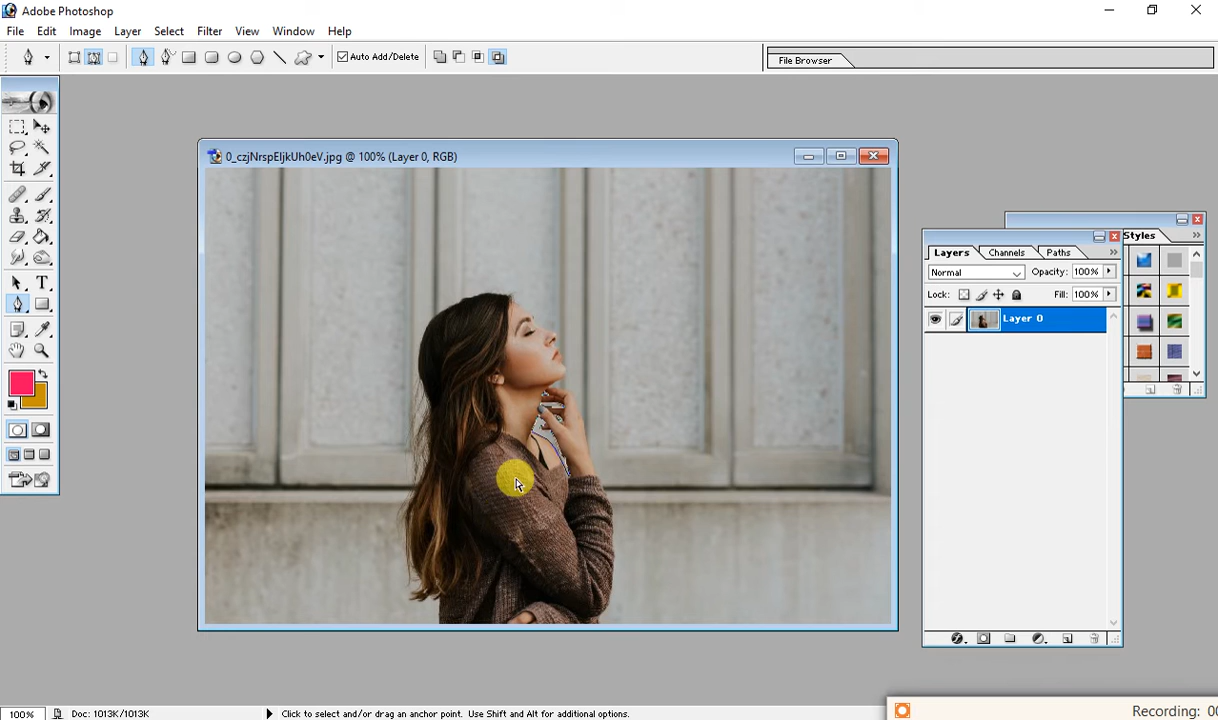 Adobe Photoshop
File Edit Image Layer Select Filter View Window Help
Auto Add/Delete
File Browser
0_czjNrspEljkUh0eV.jpg @ 100% (Layer 0, RGB)
Styles
Layers Channels Paths
Normal Opacity: 100%
Lock: Fill: 100%
Layer 0
T
100% Doc: 1013K/1013K Click to select and/or drag an anchor point. Use Shift and Alt for additional options.
Recording: